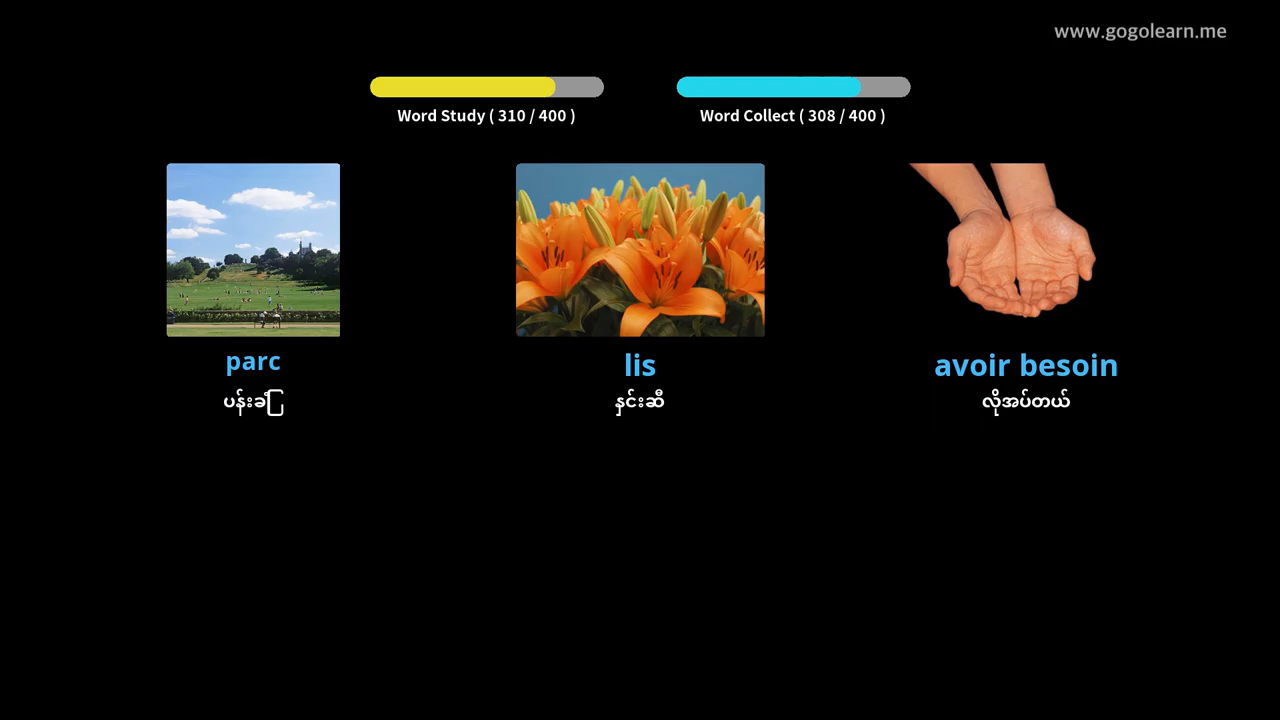 www.gogolearn.me
Word Study ( 310 / 400 )
Word Collect ( 308 / 400 )
parc
lis
avoir besoin
ပန်းခြံ
နှင်းဆီ
လိုအပ်တယ်